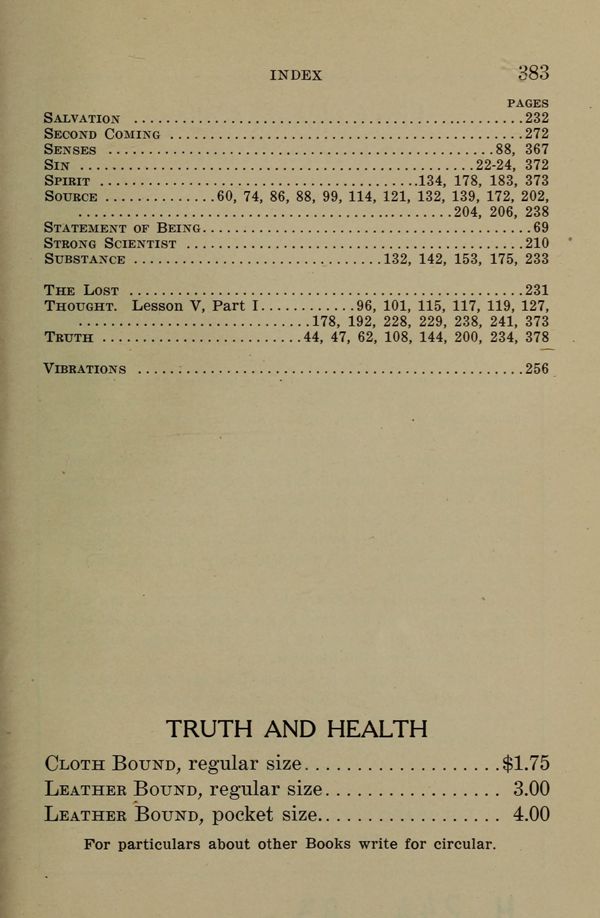 INDEX 383
PAGES
SALVATION ........................................ 232
SECOND COMING ........................................ 272
SENSES ........................................ 88, 367
SIN ........................................ 22-24, 372
SPIRIT ........................................ 134, 178, 183, 373
SOURCE .............. 60, 74, 86, 88, 99, 114, 121, 132, 139, 172, 202,
........................................ 204, 206, 238
STATEMENT OF BEING ........................................ 69
STRONG SCIENTIST ........................................ 210
SUBSTANCE ............................... 132, 142, 153, 175, 233
THE LOST ........................................ 231
THOUGHT. Lesson V, Part I ............ 96, 101, 115, 117, 119, 127,
............................. 178, 192, 228, 229, 238, 241, 373
TRUTH ......................... 44, 47, 62, 108, 144, 200, 234, 378
VIBRATIONS ........................................ 256
TRUTH AND HEALTH
CLOTH BOUND, regular size ................... $1.75
LEATHER BOUND, regular size ................. 3.00
LEATHER BOUND, pocket size .................. 4.00
For particulars about other Books write for circular.